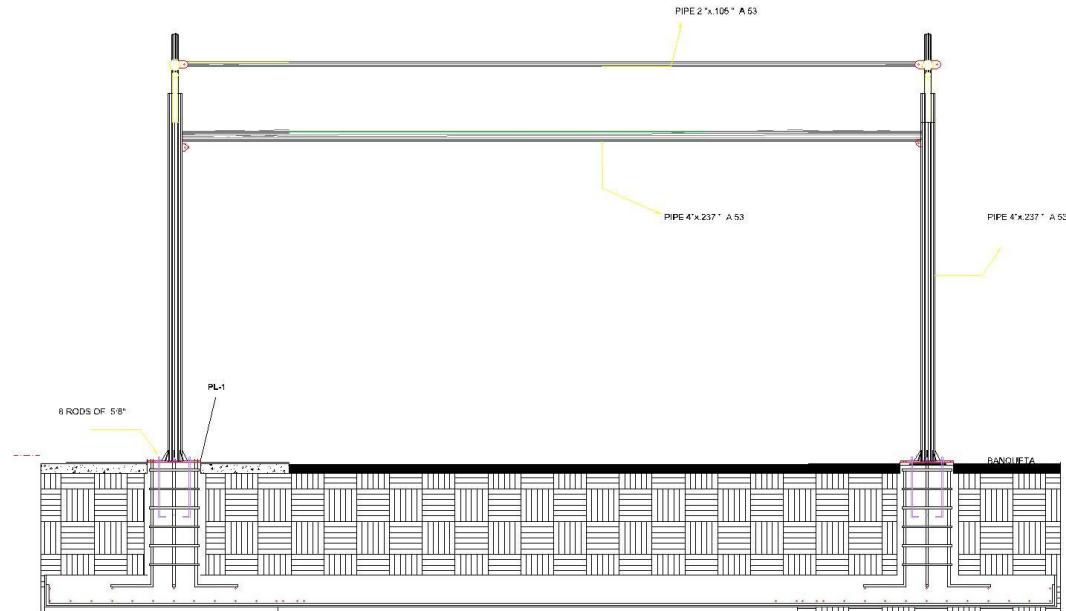 PIPE 2 "x.105 " A 53
PIPE 4"x.237 " A 53
PIPE 4"x.237 " A 53
PL-1
6 RODS OF 5/8"
BANQUETA